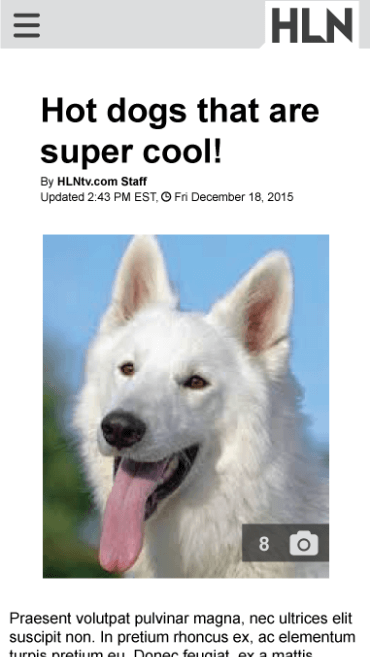 HLN
Hot dogs that are
super cool!
By HLNtv.com Staff
Updated 2:43 PM EST, Fri December 18, 2015
8
Praesent volutpat pulvinar magna, nec ultrices elit
suscipit non. In pretium rhoncus ex, ac elementum
turpis pretium eu. Donec feugiat, ex a mattis